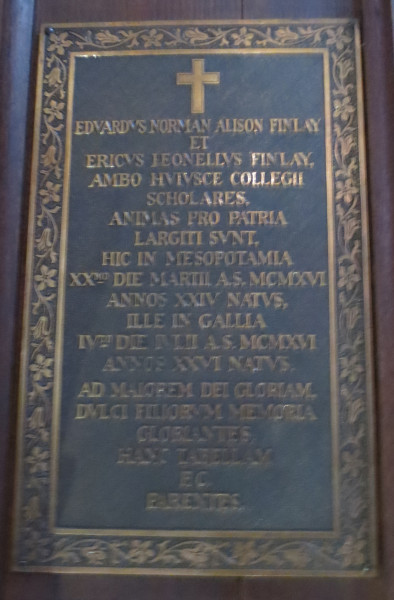 EDVARDVS NORMAN ALISON FINLAY
ET
ERICVS LEONELLVS FINLAY,
AMBO HVIVSCE COLLEGII
SCHOLARES,
ANIMAS PRO PATRIA
LARGITI SVNT,
HIC IN MESOPOTAMIA
XXMO DIE MARTII A.S. MCMXVI
ANNOS XXIV NATVS,
ILLE IN GALLIA
IVTO DIE IVLII A.S. MCMXVI
ANNOS XXVI NATVS.
AD MAIOREM DEI GLORIAM,
DVLCI FILIORVM MEMORIA
GLORIANTES,
HANC TABELLAM
F.C.
PARENTES.